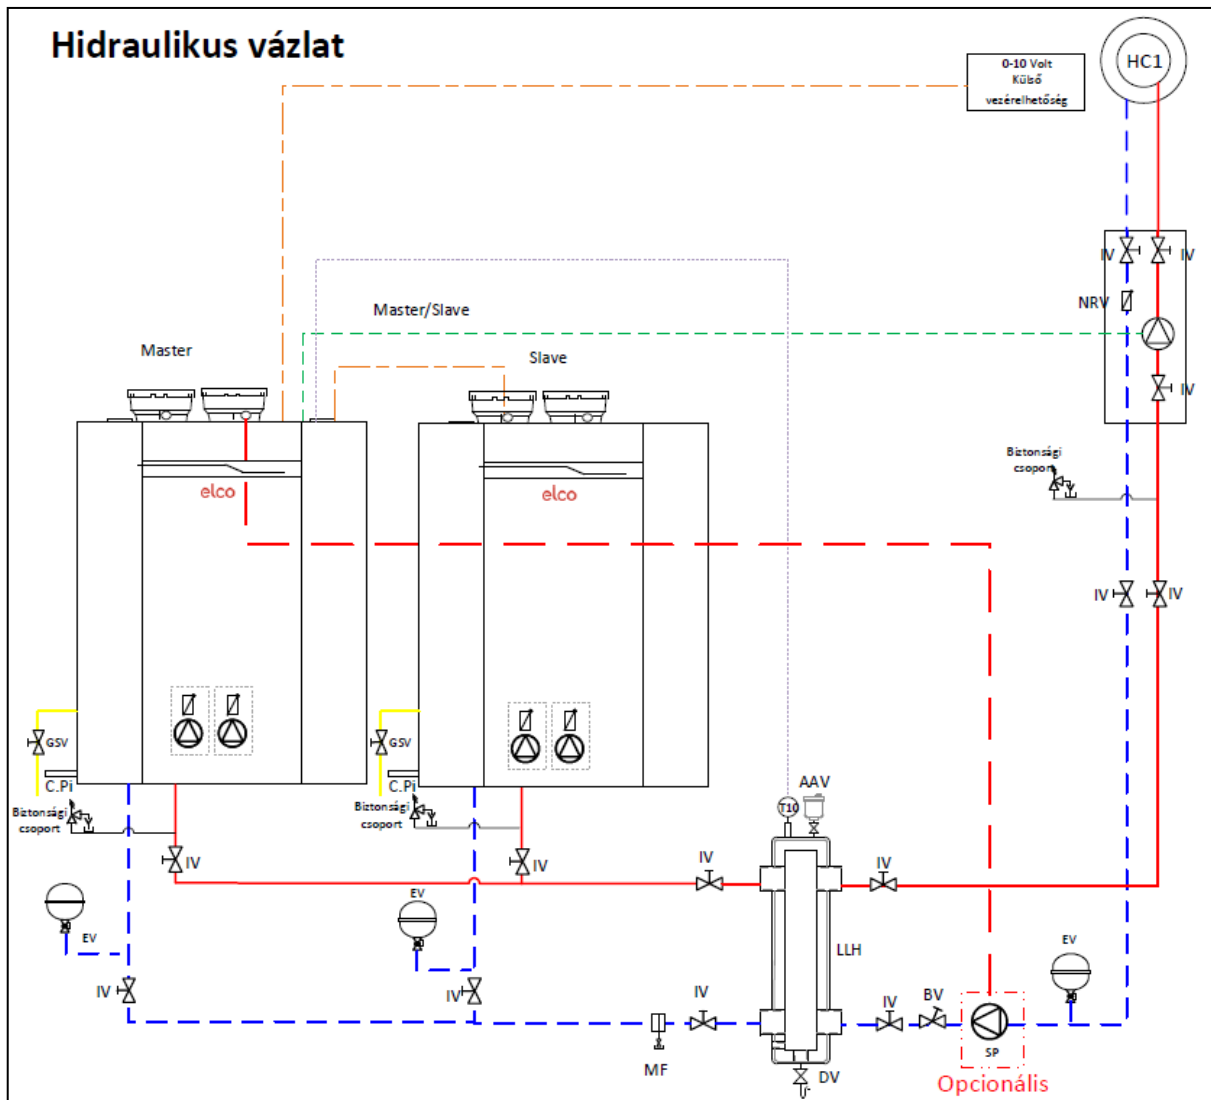 Hidraulikus vázlat
HC1
0-10 Volt
Külső
vezérelhetőség
IV
IV
NRV
Master/Slave
Master
Slave
IV
Biztonsági
csoport
elco
elco
IV
IV
GSV
GSV
C.Pi
C.Pi
Biztonsági
csoport
Biztonsági
csoport
AAV
T10
IV
IV
IV
IV
EV
EV
LLH
EV
IV
IV
IV
IV
BV
SP
MF
DV
Opcionális